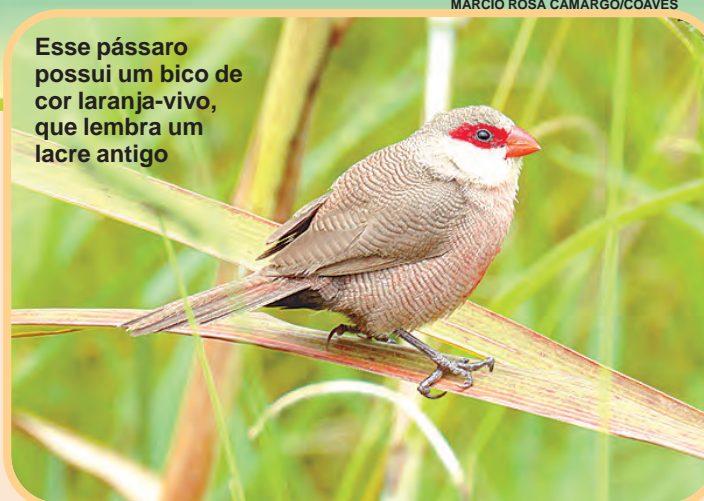 MARCIO ROSA CAMARGO/COAVES
Esse pássaro
possui um bico de
cor laranja-vivo,
que lembra um
lacre antigo